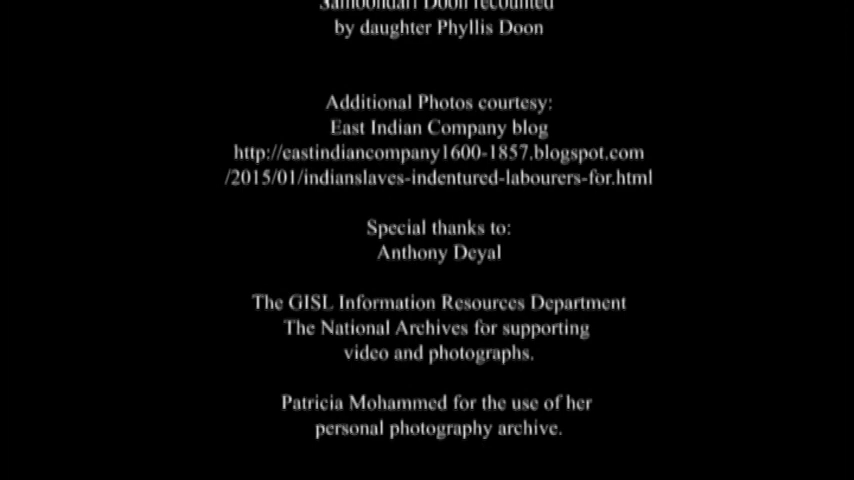 Doon recounted
by daughter Phyllis Doon
Additional Photos courtesy:
East Indian Company blog
http://eastindiancompany1600-1857.blogspot.com
/2015/01/indianslaves-indentured-labourers-for.html
Special thanks to:
Anthony Deyal
The GISL Information Resources Department
The National Archives for supporting
video and photographs.
Patricia Mohammed for the use of her
personal photography archive.